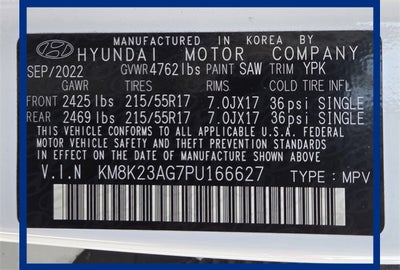 MANUFACTURED IN KOREA BY
HYUNDAI MOTOR COMPANY
SEP/2022 GVWR 4762lbs PAINT SAW TRIM YPK
GAWR TIRES RIMS COLD TIRE INFL
FRONT 2425 lbs 215/55R17 7.0JX17 36psi SINGLE
REAR 2469 lbs 215/55R17 7.0JX17 36psi SINGLE
THIS VEHICLE CONFORMS TO ALL APPLICABLE U.S.A. FEDERAL
MOTOR VEHICLE SAFETY STANDARDS IN EFFECT ON
THE DATE OF MANUFACTURE SHOWN ABOVE.
V.I.N KM8K23AG7PU166627 TYPE: MPV